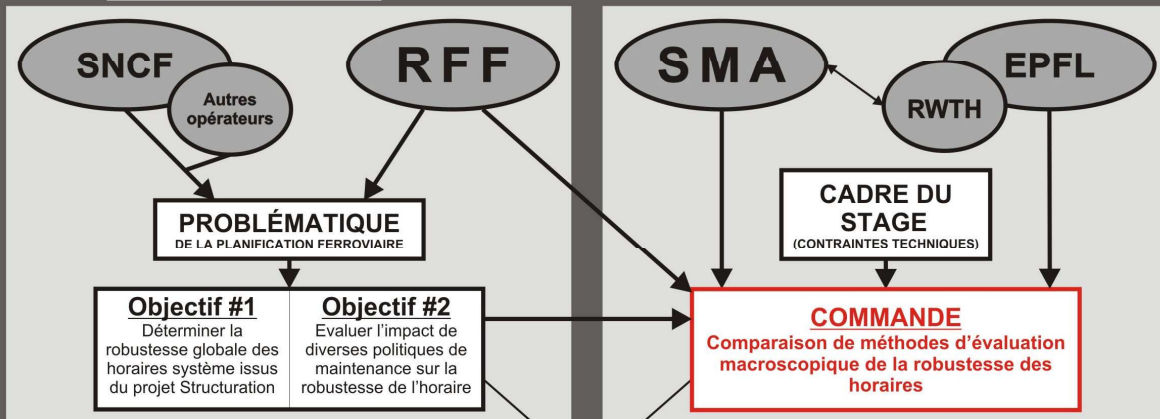 SNCF
Autres
opérateurs
RFF
PROBLÉMATIQUE
DE LA PLANIFICATION FERROVIAIRE
Objectif #1
Déterminer la
robustesse globale des
horaires système issus
du projet Structuration
Objectif #2
Evaluer l'impact de
diverses politiques de
maintenance sur la
robustesse de l'horaire
SMA
RWTH
EPFL
CADRE DU
STAGE
(CONTRAINTES TECHNIQUES)
COMMANDE
Comparaison de méthodes d'évaluation
macroscopique de la robustesse des
horaires